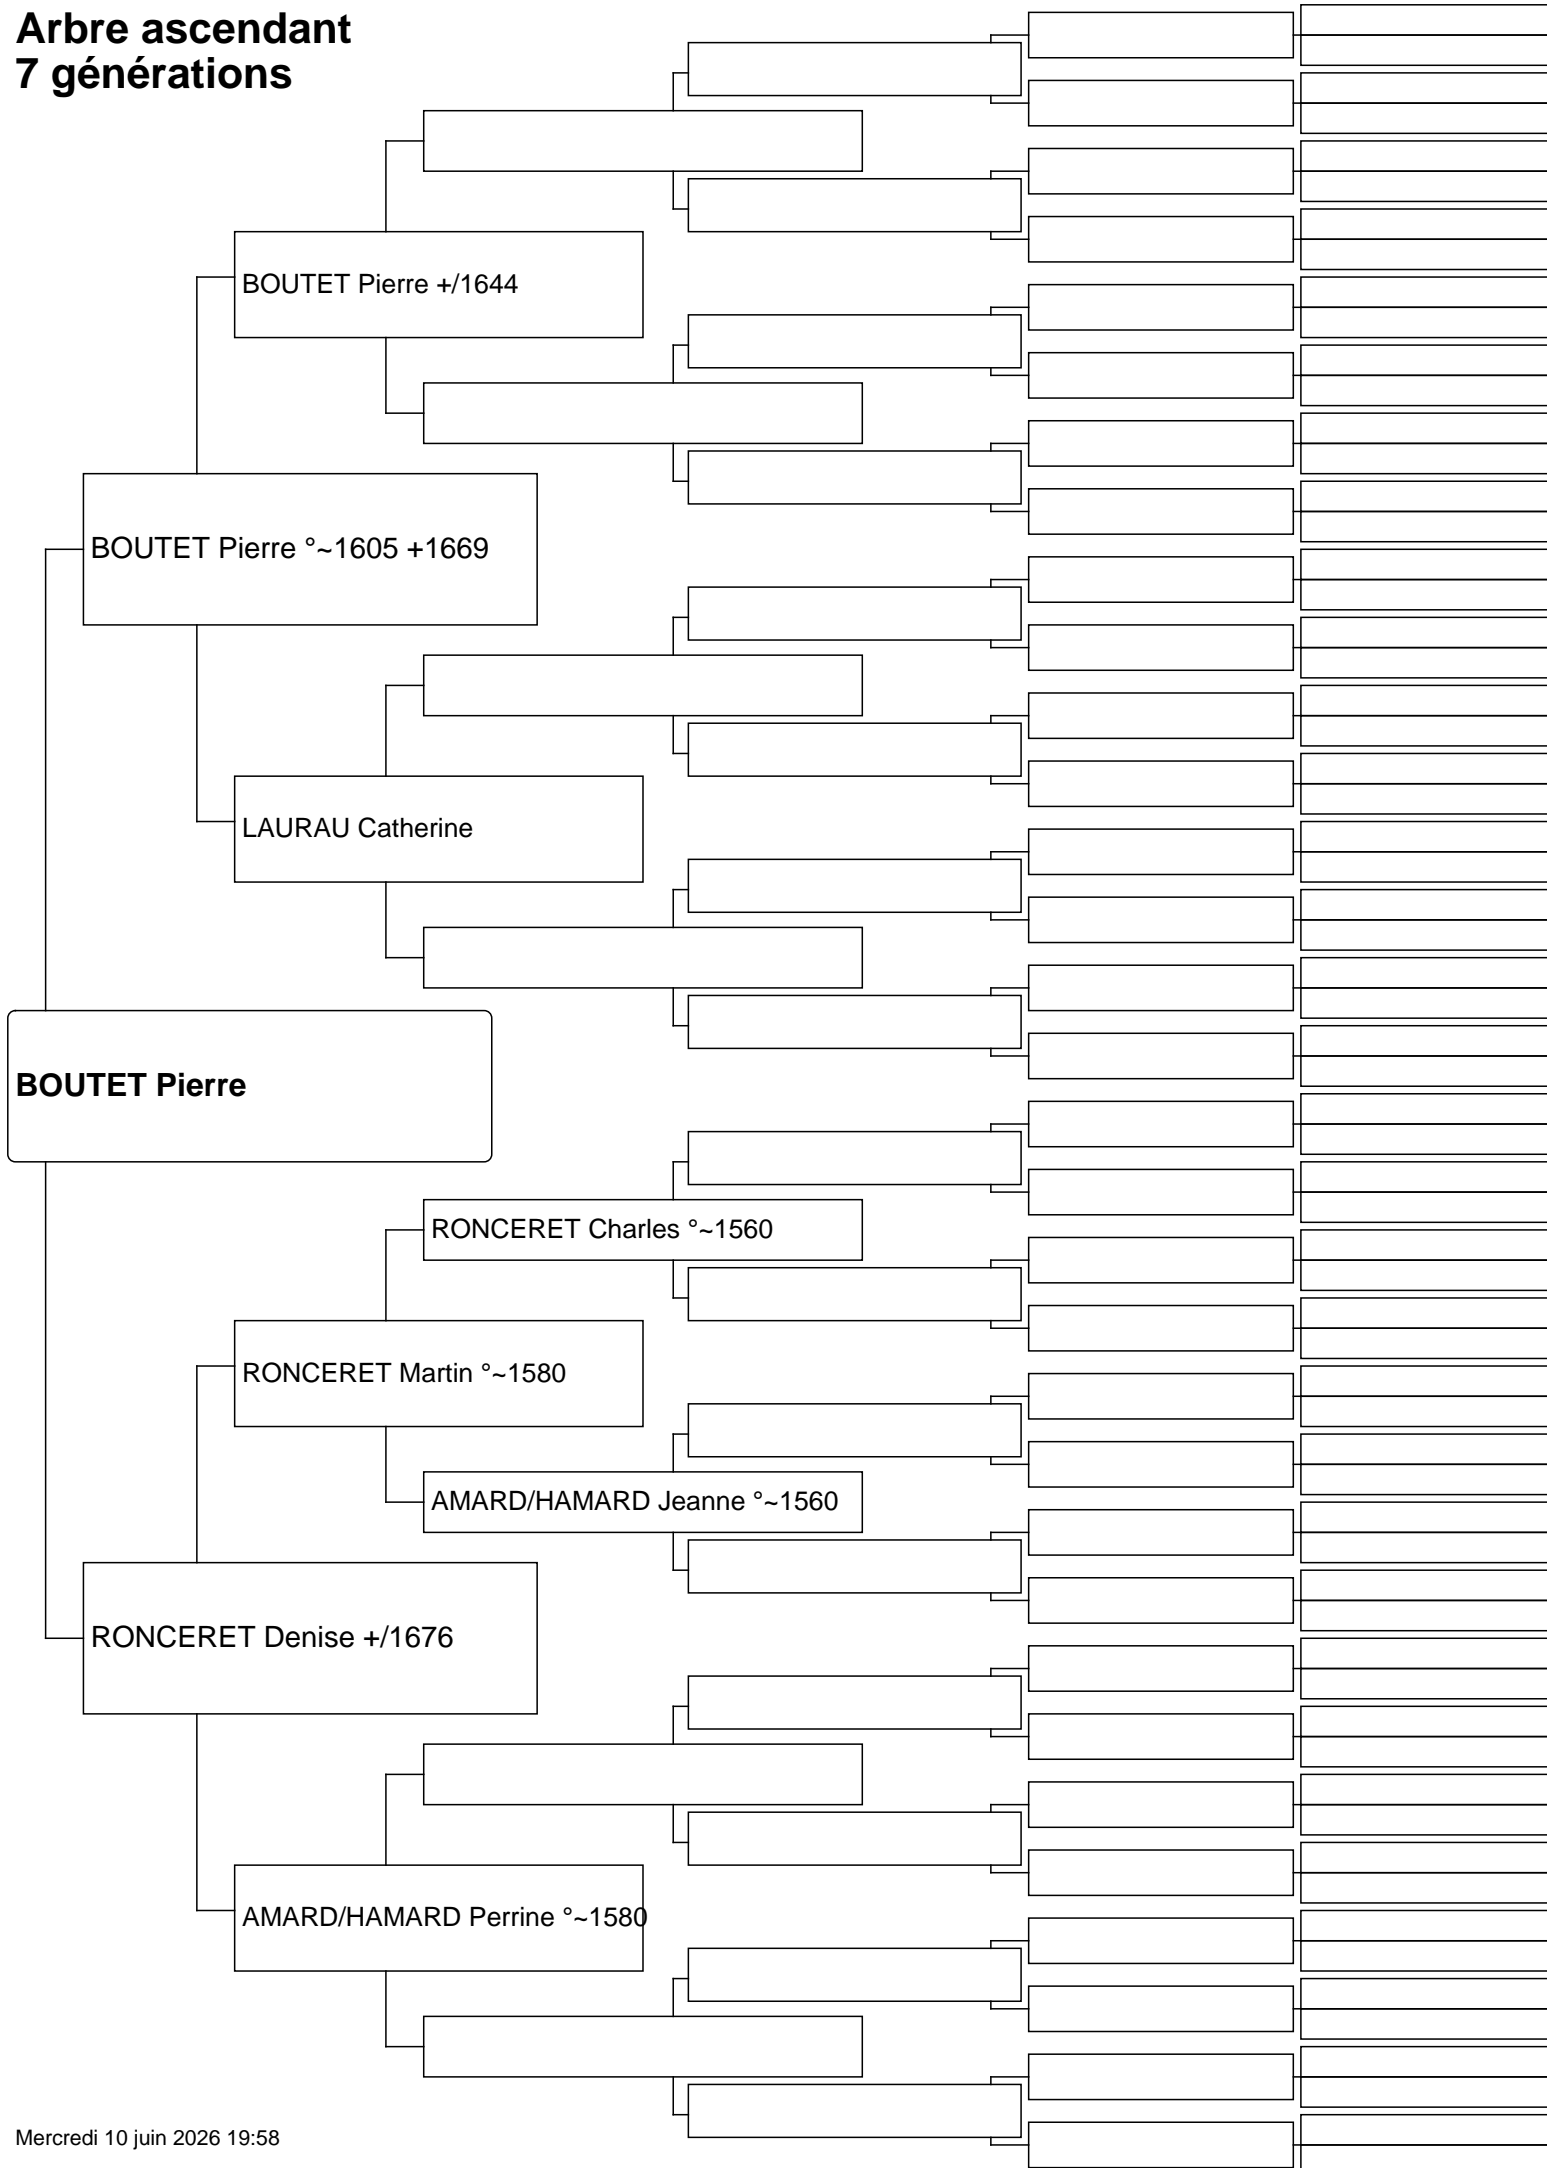 Arbre ascendant
7 générations
BOUTET Pierre +/1644
BOUTET Pierre °~1605 +1669
LAURAU Catherine
BOUTET Pierre
RONCERET Charles °~1560
RONCERET Martin °~1580
AMARD/HAMARD Jeanne °~1560
RONCERET Denise +/1676
AMARD/HAMARD Perrine °~1580
Mercredi 10 juin 2026 19:58